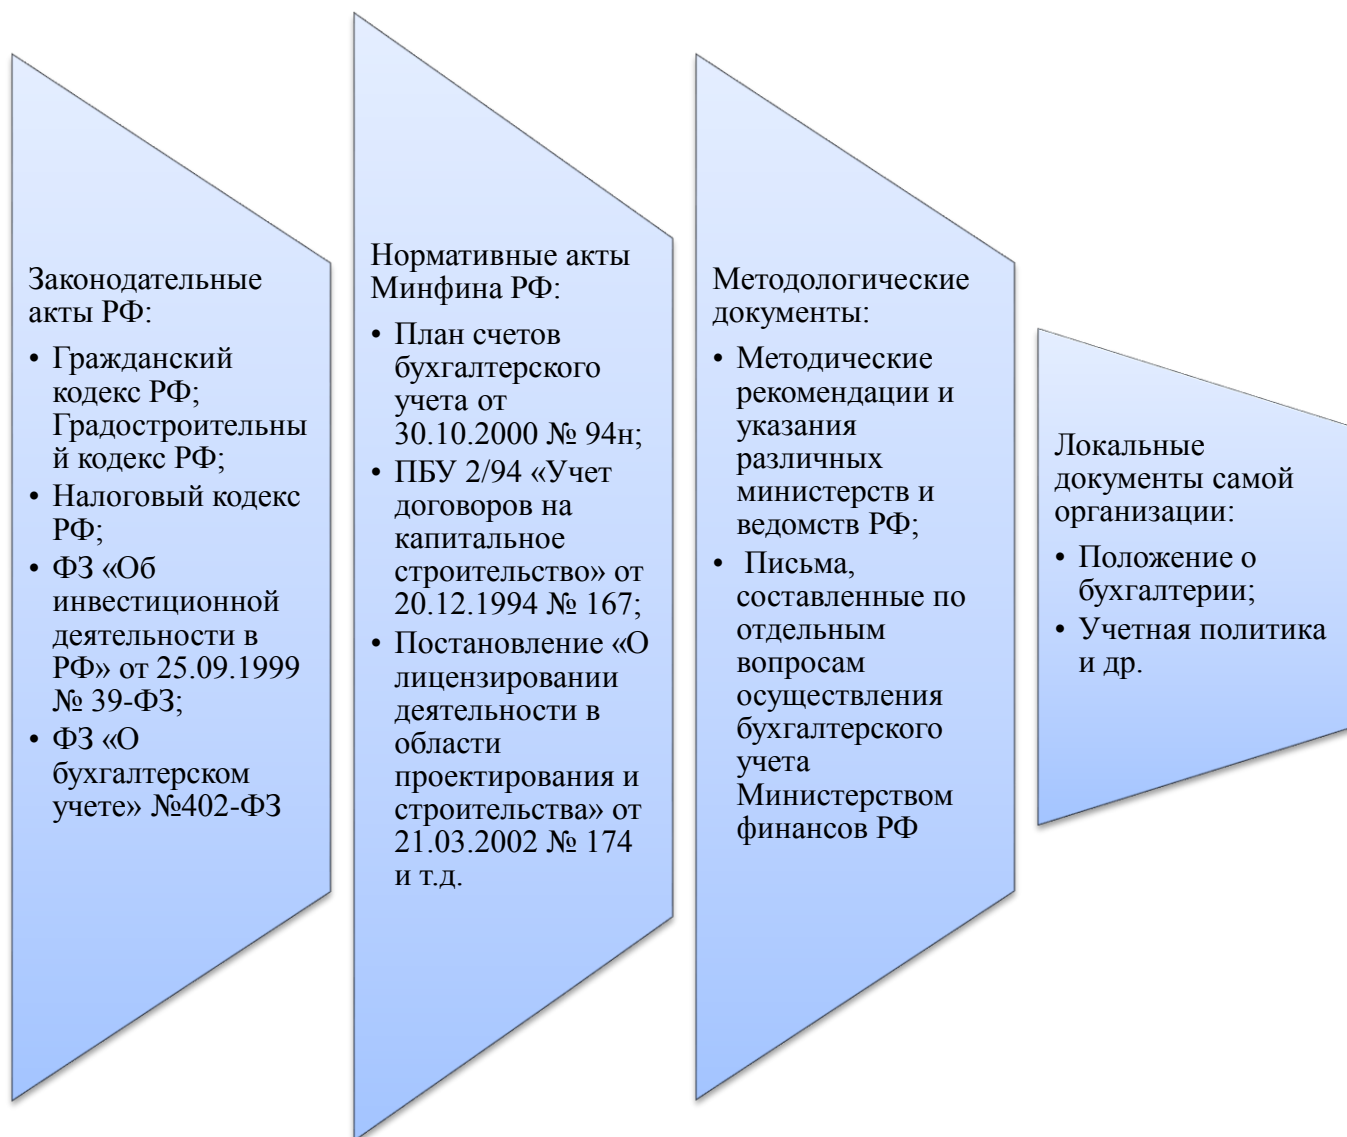 Законодательные
акты РФ:
• Гражданский
кодекс РФ;
Градостроительны
й кодекс РФ;
• Налоговый кодекс
РФ;
• ФЗ «Об
инвестиционной
деятельности в
РФ» от 25.09.1999
№ 39-ФЗ;
• ФЗ «О
бухгалтерском
учете» №402-ФЗ
Нормативные акты
Минфина РФ:
• План счетов
бухгалтерского
учета от
30.10.2000 № 94н;
• ПБУ 2/94 «Учет
договоров на
капитальное
строительство» от
20.12.1994 № 167;
• Постановление «О
лицензировании
деятельности в
области
проектирования и
строительства» от
21.03.2002 № 174
и т.д.
Методологические
документы:
• Методические
рекомендации и
указания
различных
министерств и
ведомств РФ;
• Письма,
составленные по
отдельным
вопросам
осуществления
бухгалтерского
учета
Министерством
финансов РФ
Локальные
документы самой
организации:
• Положение о
бухгалтерии;
• Учетная политика
и др.